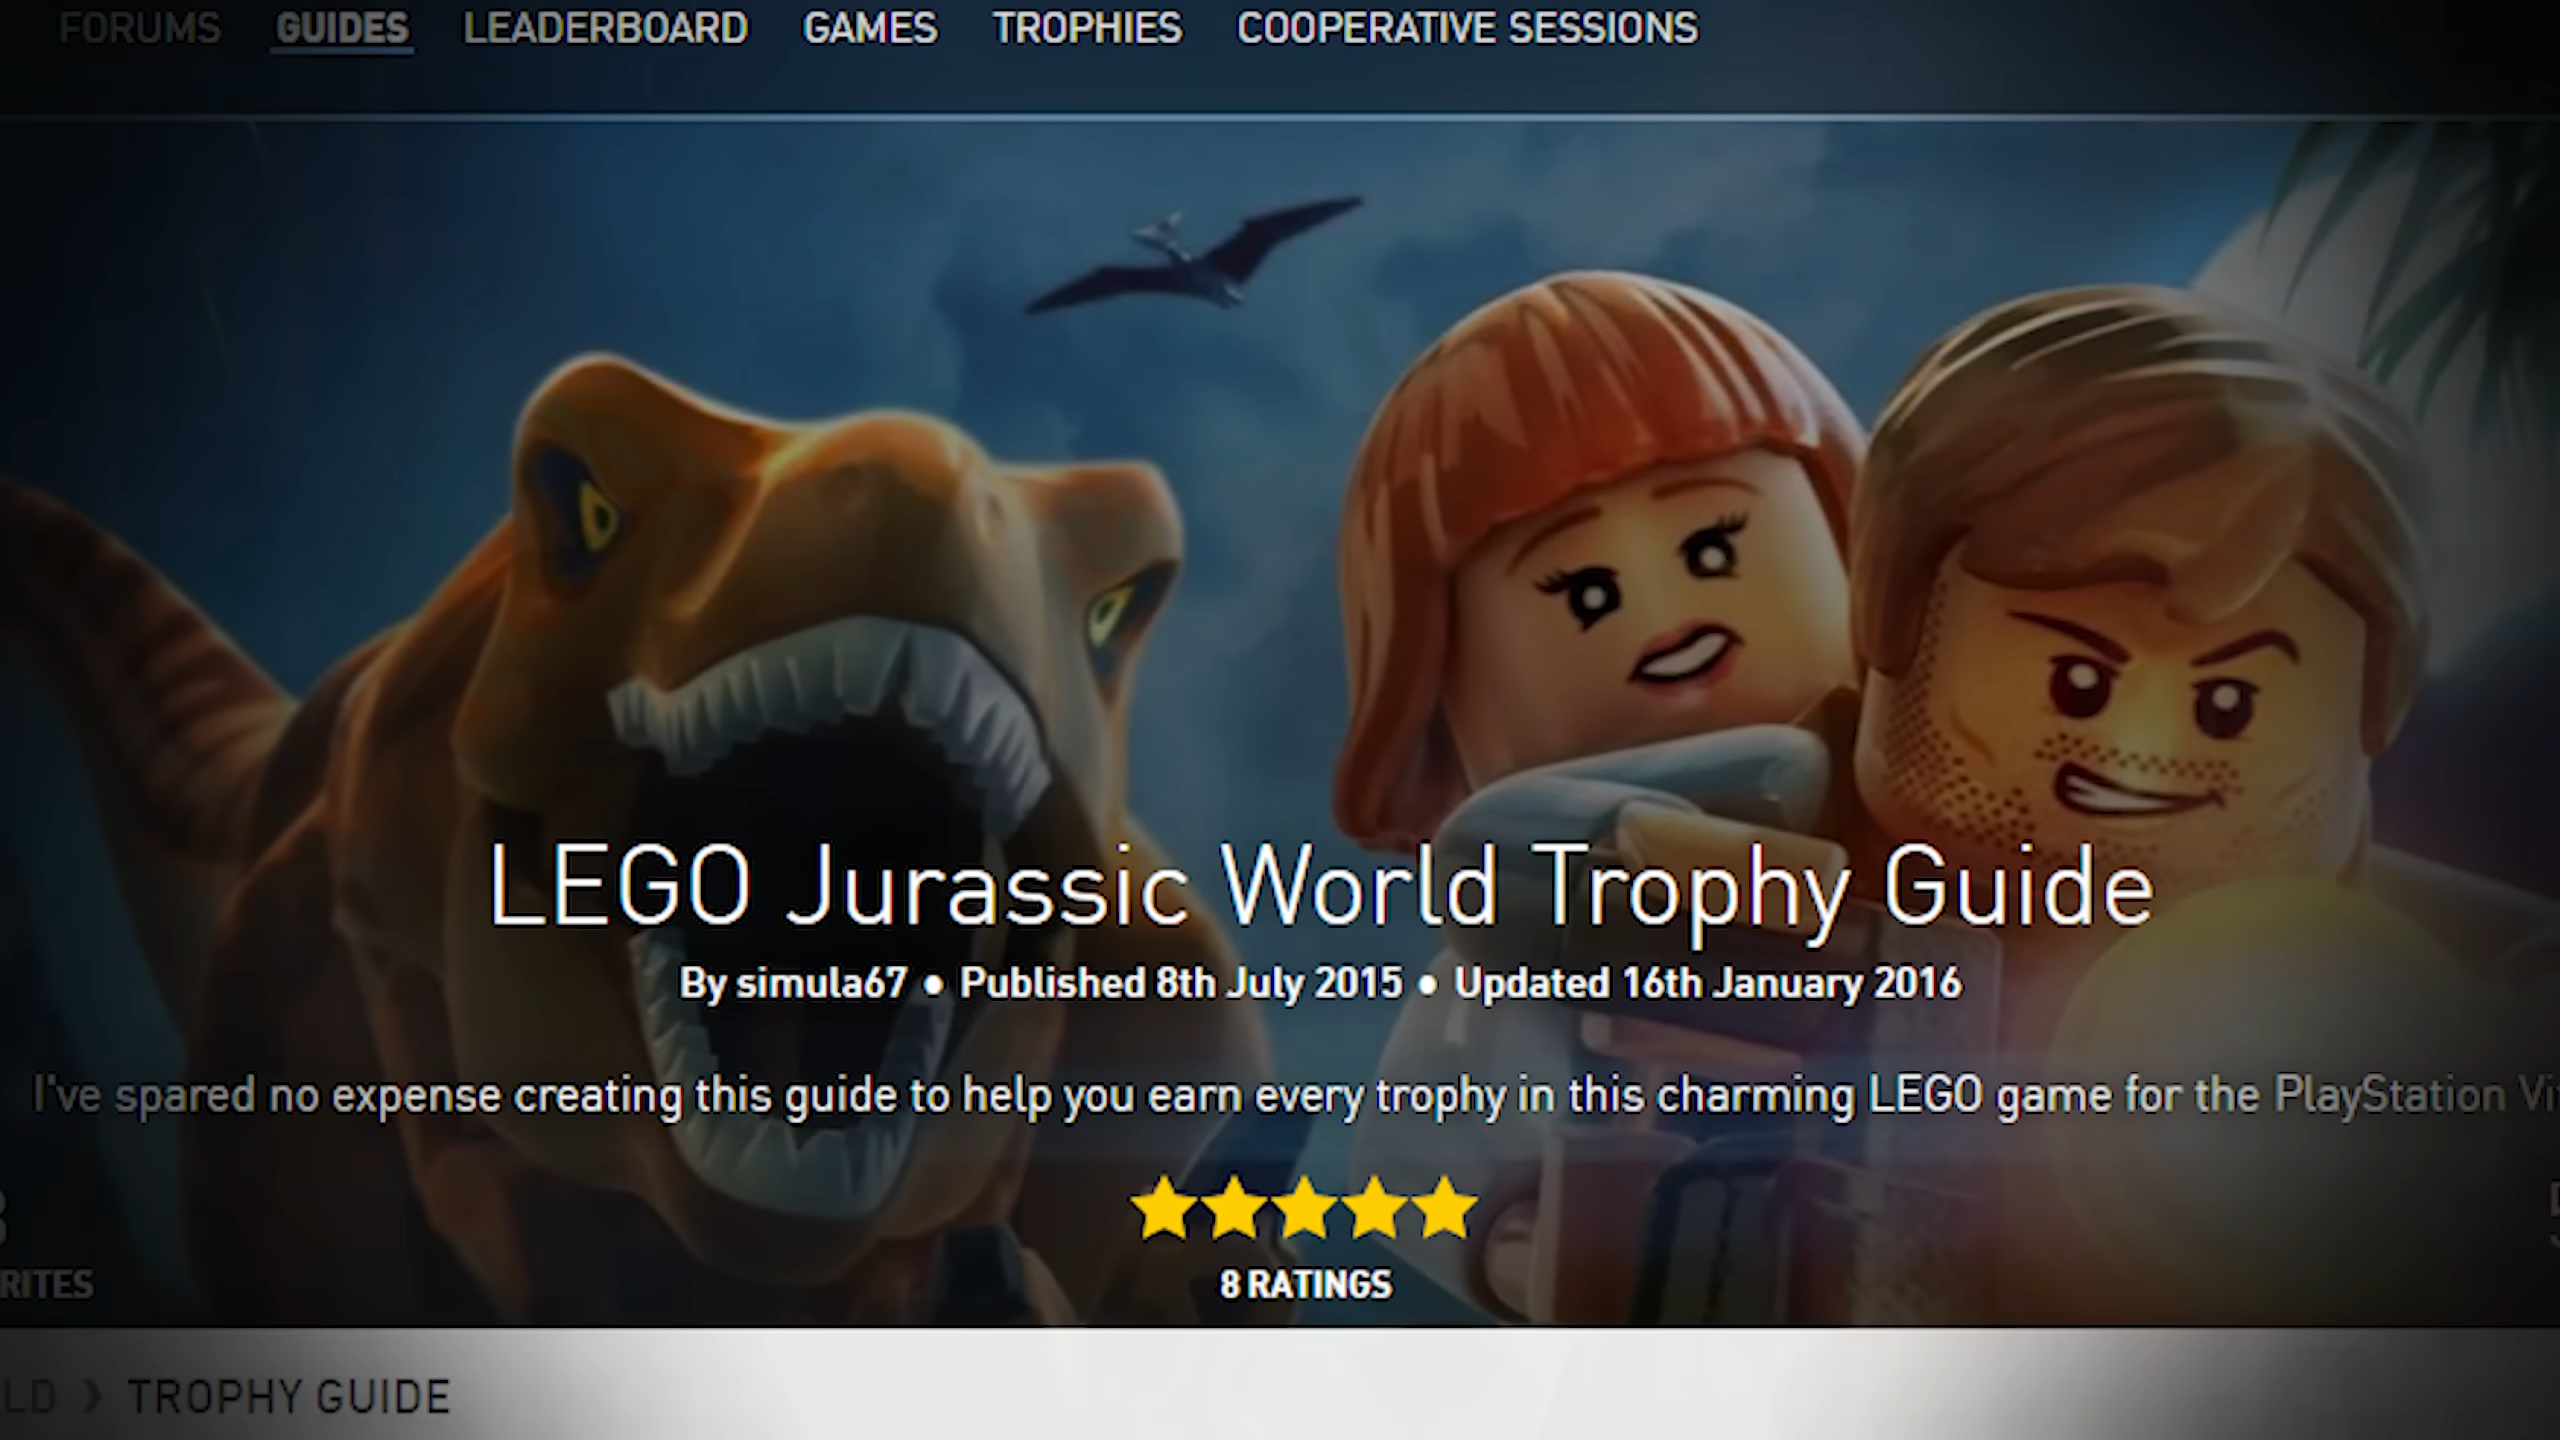 FORUMS GUIDES LEADERBOARD GAMES TROPHIES COOPERATIVE SESSIONS
LEGO Jurassic World Trophy Guide
By simula67 • Published 8th July 2015 • Updated 16th January 2016
I've spared no expense creating this guide to help you earn every trophy in this charming LEGO game for the PlayStation
8 RATINGS
› TROPHY GUIDE